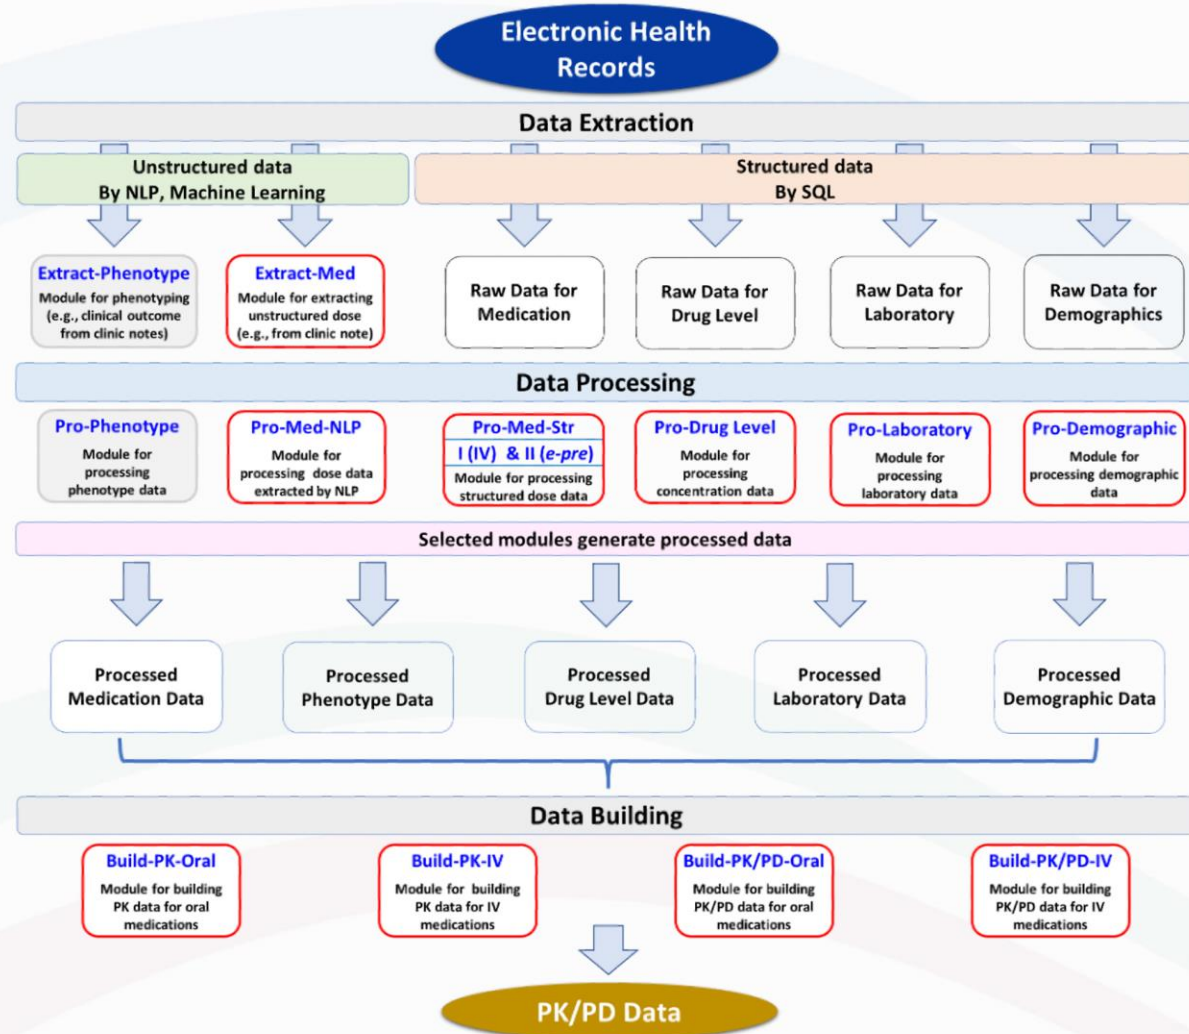 Electronic Health
Records
Data Extraction
Unstructured data
By NLP, Machine Learning
Structured data
By SQL
Extract-Phenotype
Module for phenotyping
(e.g., clinical outcome
from clinic notes)
Extract-Med
Module for extracting
unstructured dose
(e.g., from clinic note)
Raw Data for
Medication
Raw Data for
Drug Level
Raw Data for
Laboratory
Raw Data for
Demographics
Data Processing
Pro-Phenotype
Module for
processing
phenotype data
Pro-Med-NLP
Module for
processing dose data
extracted by NLP
Pro-Med-Str
I (IV) & II (e-pre)
Module for processing
structured dose data
Pro-Drug Level
Module for
processing
concentration data
Pro-Laboratory
Module for
processing
laboratory data
Pro-Demographic
Module for
processing demographic
data
Selected modules generate processed data
Processed
Medication Data
Processed
Phenotype Data
Processed
Drug Level Data
Processed
Laboratory Data
Processed
Demographic Data
Data Building
Build-PK-Oral
Module for building
PK data for oral
medications
Build-PK-IV
Module for building
PK data for IV
medications
Build-PK/PD-Oral
Module for building
PK/PD data for oral
medications
Build-PK/PD-IV
Module for building
PK/PD data for IV
medications
PK/PD Data